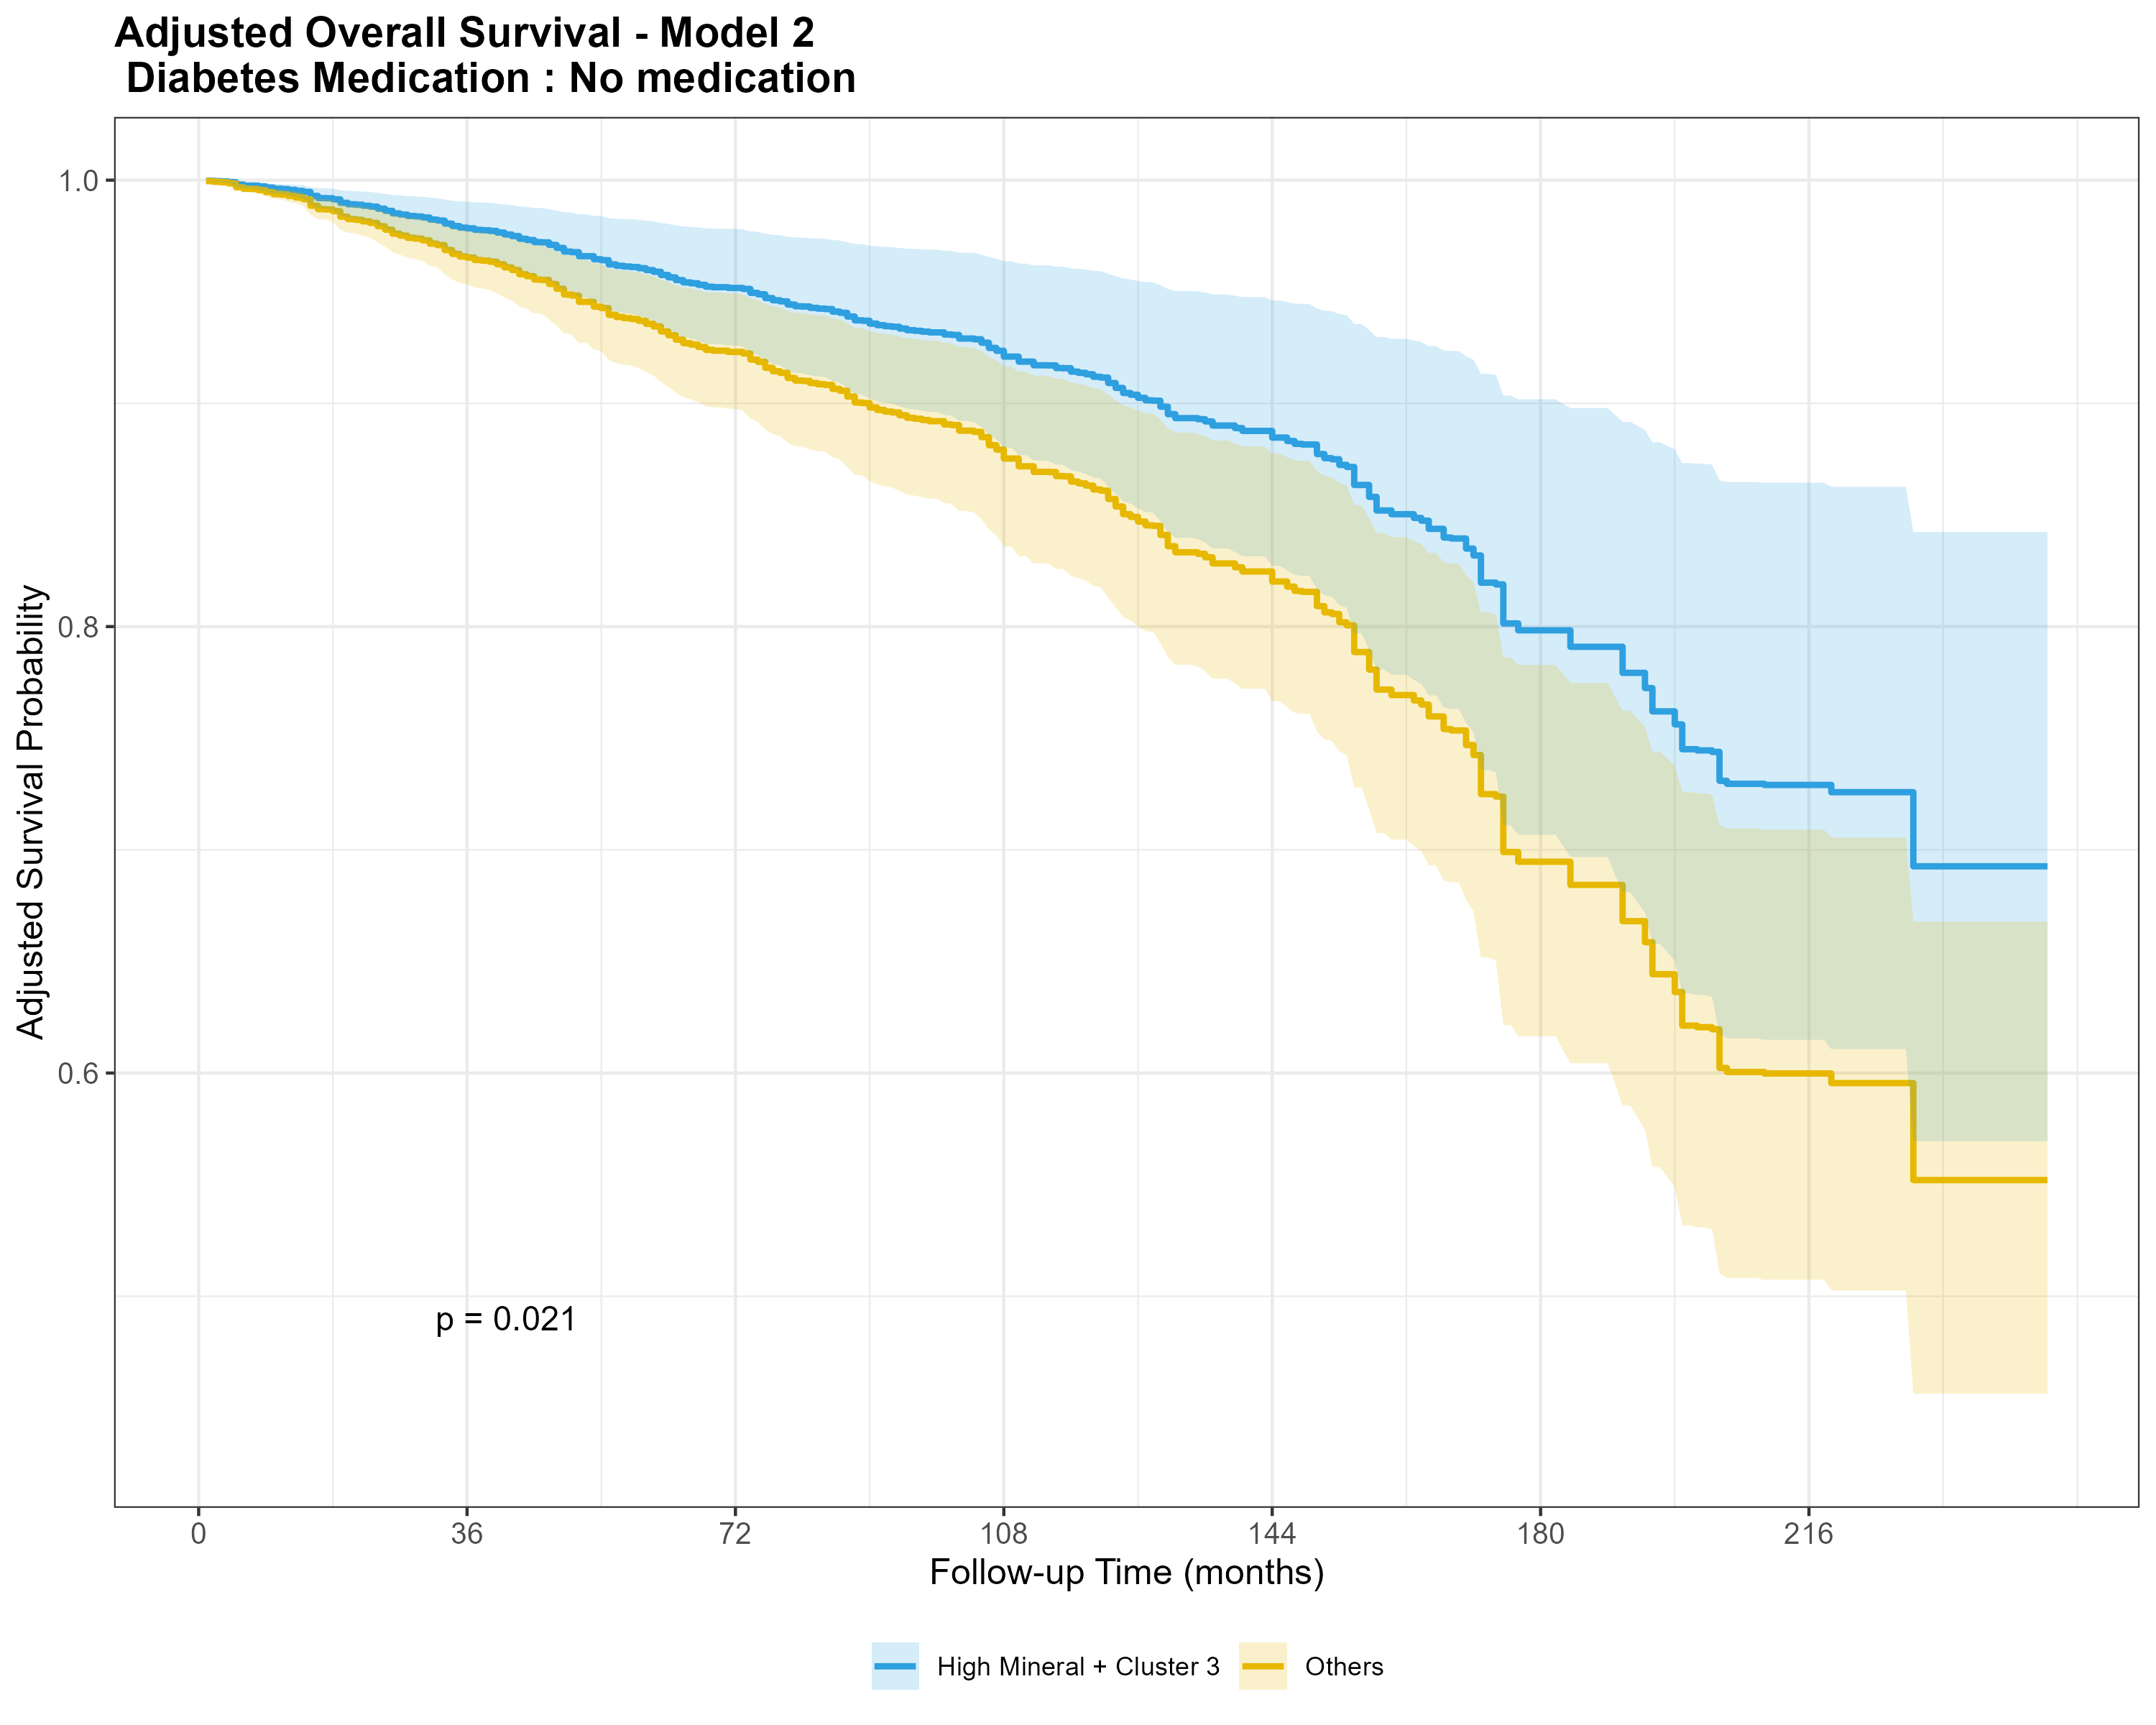 Adjusted Overall Survival - Model 2
Diabetes Medication : No medication
Adjusted Survival Probability
1.0
0.8
0.6
p = 0.021
0 36 72 108 144 180 216
Follow-up Time (months)
High Mineral + Cluster 3 Others